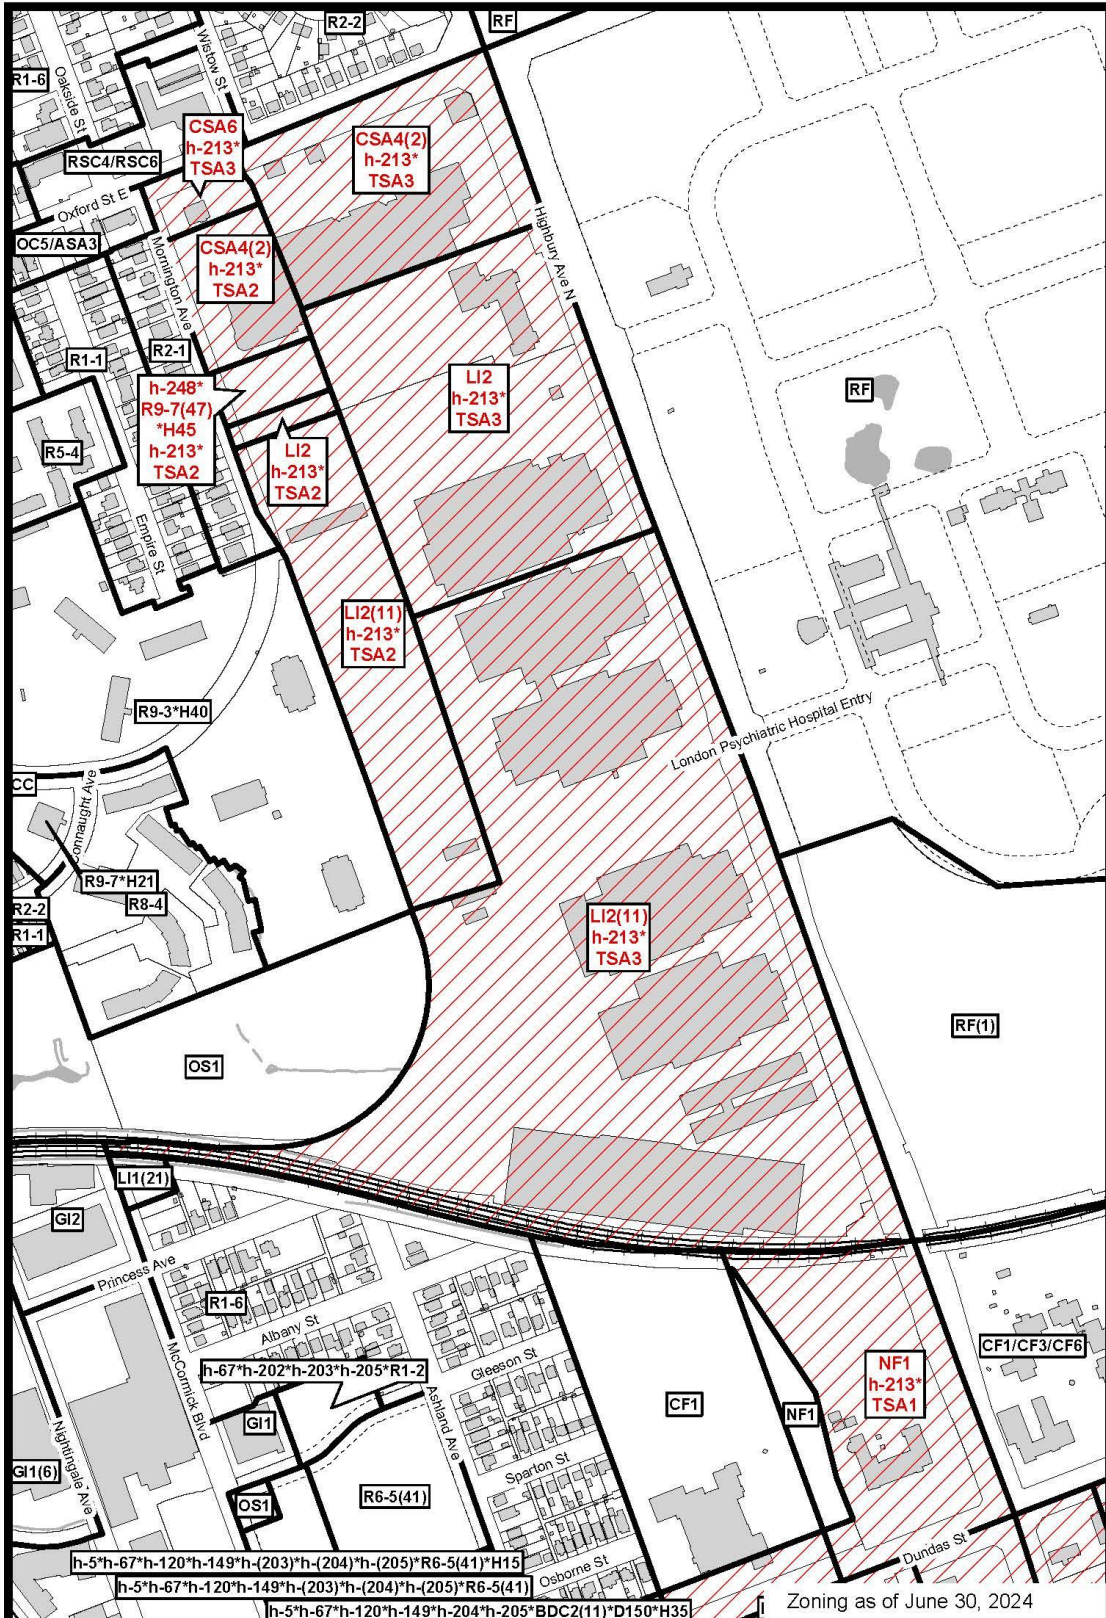 R2-2
RF
Wistow St
R1-6
Oakside St
CSA6
h-213*
TSA3
CSA4(2)
h-213*
TSA3
RSC4/RSC6
Oxford St E
Highbury Ave N
OC5/ASA3
CSA4(2)
h-213*
TSA2
Mornington Ave
R1-1
R2-1
h-248*
R9-7(47)
*H45
h-213*
TSA2
LI2
h-213*
TSA3
RF
R5-4
LI2
h-213*
TSA2
Empire St
LI2(11)
h-213*
TSA2
R9-3*H40
London Psychiatric Hospital Entry
CC
Connaught Ave
R9-7*H21
R8-4
R2-2
R1-1
LI2(11)
h-213*
TSA3
RF(1)
OS1
LI1(21)
GI2
Princess Ave
R1-6
Albany St
McCormick Blvd
Gleeson St
h-67*h-202*h-203*h-205*R1-2
Ashland Ave
CF1/CF3/CF6
NF1
h-213*
TSA1
CF1
NF1
GI1
Nightingale Ave
GI1(6)
Sparton St
R6-5(41)
OS1
Dundas St
Osborne St
h-5*h-67*h-120*h-149*h-(203)*h-(204)*h-(205)*R6-5(41)*H15
h-5*h-67*h-120*h-149*h-(203)*h-(204)*h-(205)*R6-5(41)
h-5*h-67*h-120*h-149*h-204*h-205*BDC2(11)*D150*H35
Zoning as of June 30, 2024